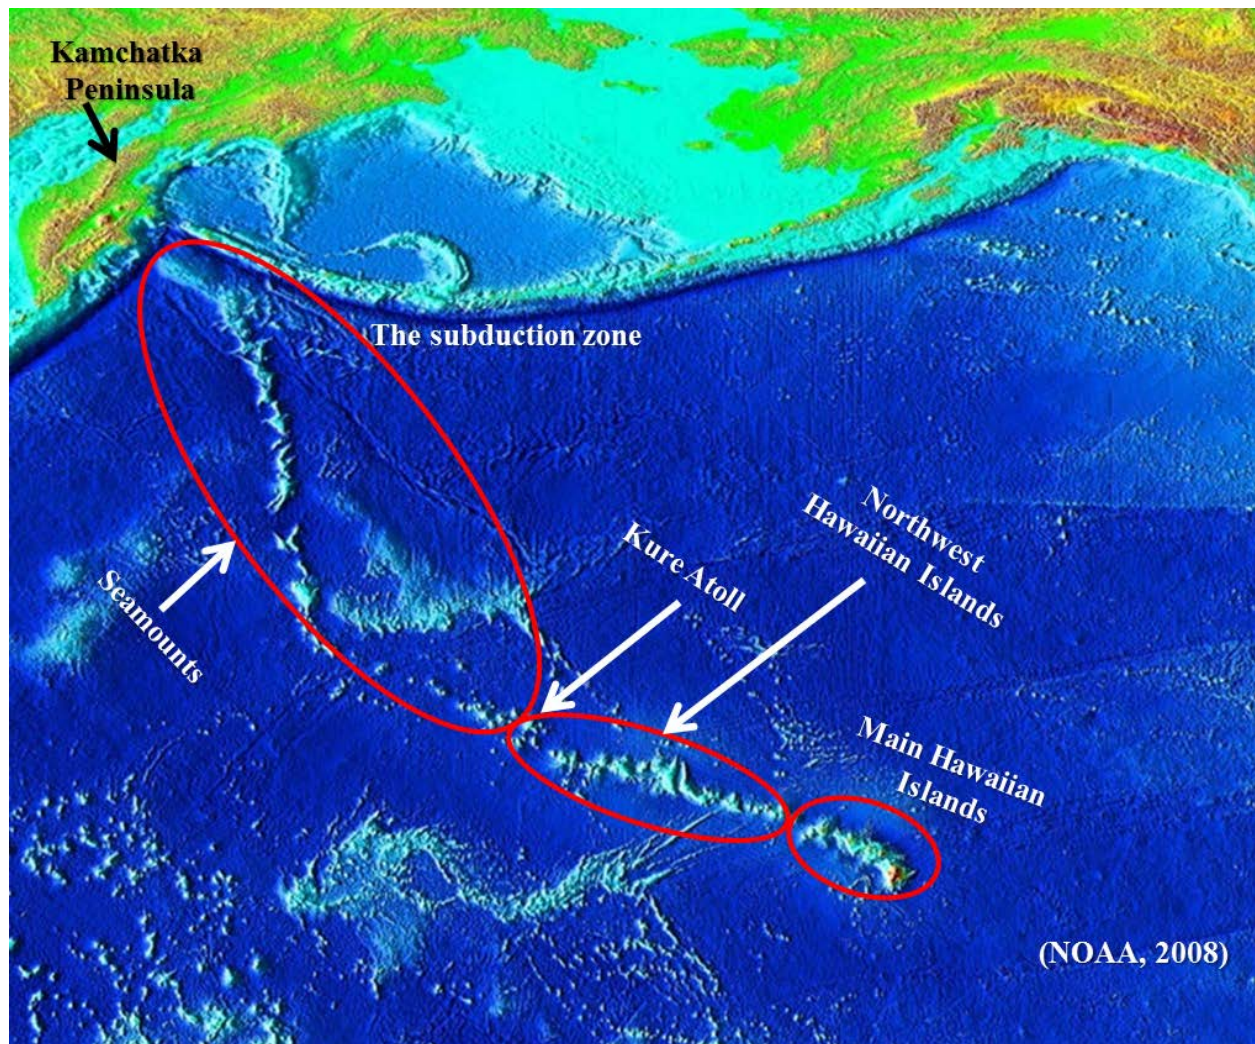 Kamchatka
Peninsula
The subduction zone
Seamounts
Kure Atoll
Northwest
Hawaiian Islands
Main Hawaiian
Islands
(NOAA, 2008)